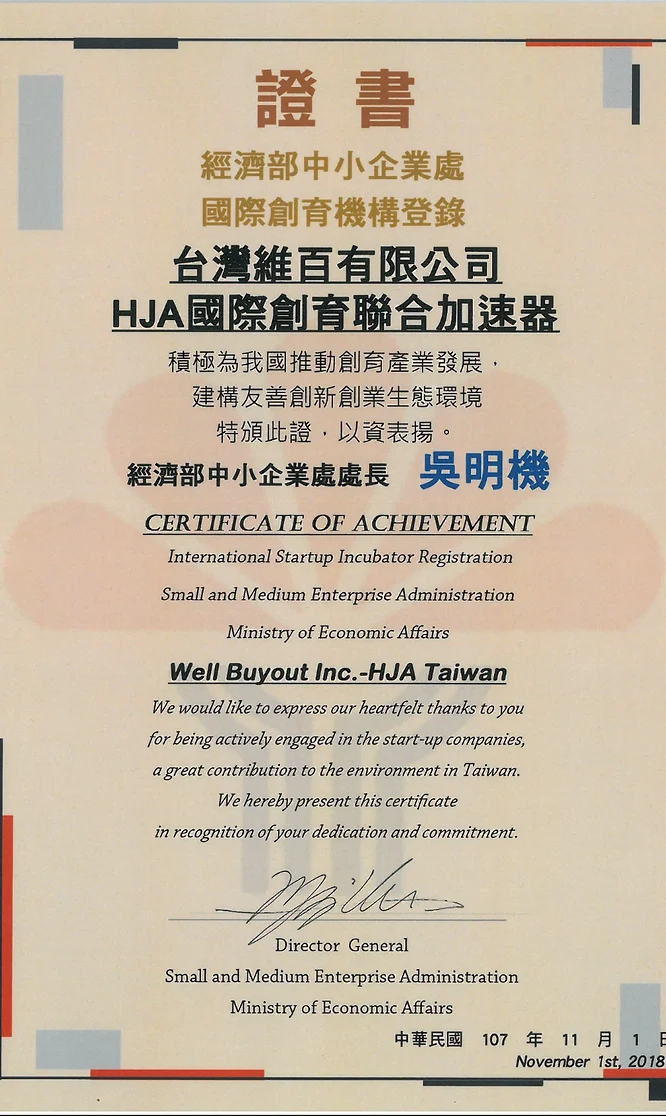 證書
經濟部中小企業處
國際創育機構登錄
台灣維百有限公司
HJA國際創育聯合加速器
積極為我國推動創育產業發展，
建構友善創新創業生態環境
特頒此證，以資表揚。
經濟部中小企業處處長 吳明機
CERTIFICATE OF ACHIEVEMENT
International Startup Incubator Registration
Small and Medium Enterprise Administration
Ministry of Economic Affairs
Well Buyout Inc.-HJA Taiwan
We would like to express our heartfelt thanks to you
for being actively engaged in the start-up companies,
a great contribution to the environment in Taiwan.
We hereby present this certificate
in recognition of your dedication and commitment.
Director General
Small and Medium Enterprise Administration
Ministry of Economic Affairs
中華民國 107 年 11 月 1 日
November 1st, 2018